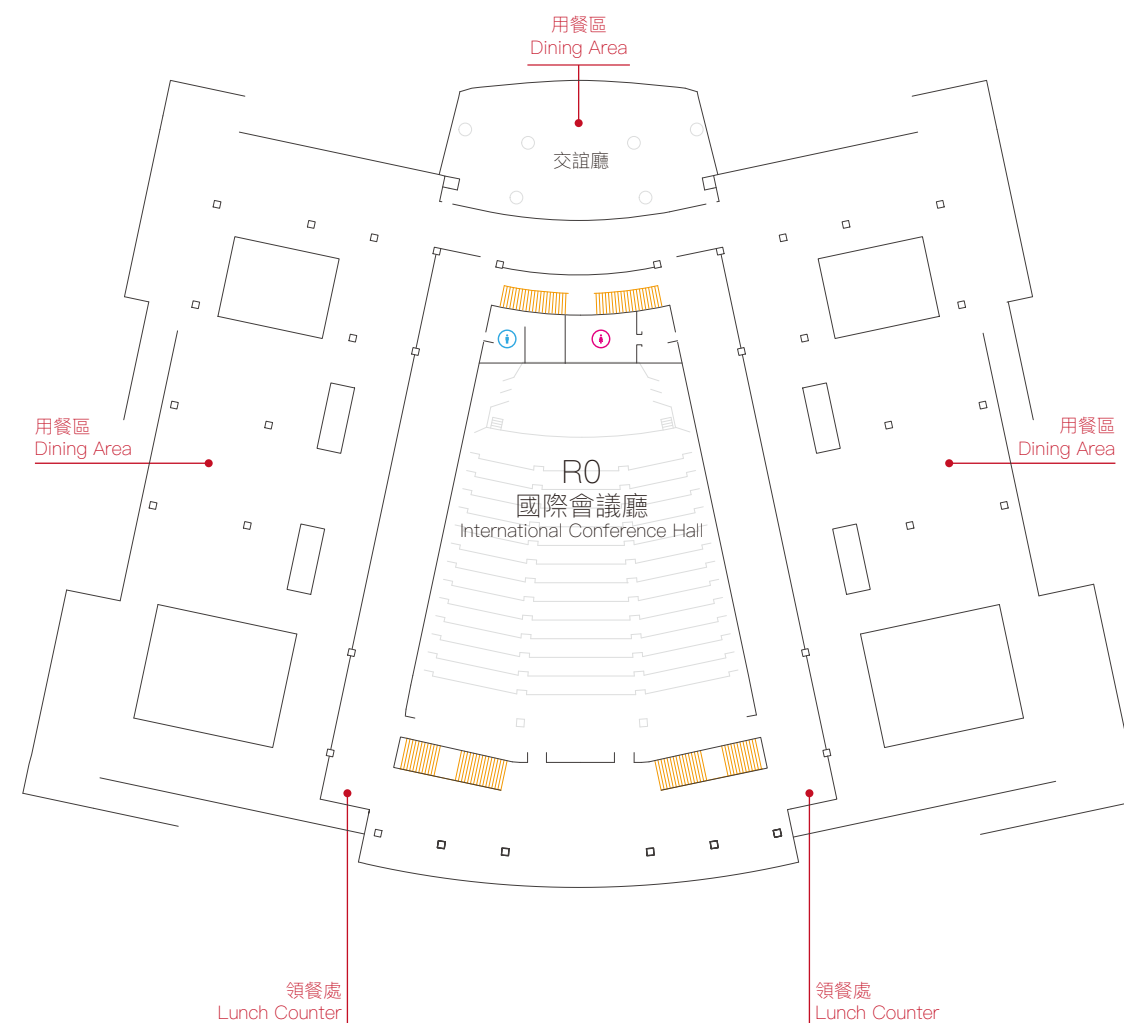 用餐區
Dining Area
交誼廳
用餐區
Dining Area
用餐區
Dining Area
R0
國際會議廳
International Conference Hall
領餐處
Lunch Counter
領餐處
Lunch Counter